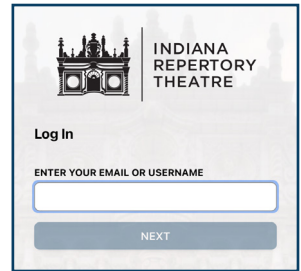 INDIANA
REPERTORY
THEATRE
Log In
ENTER YOUR EMAIL OR USERNAME
NEXT